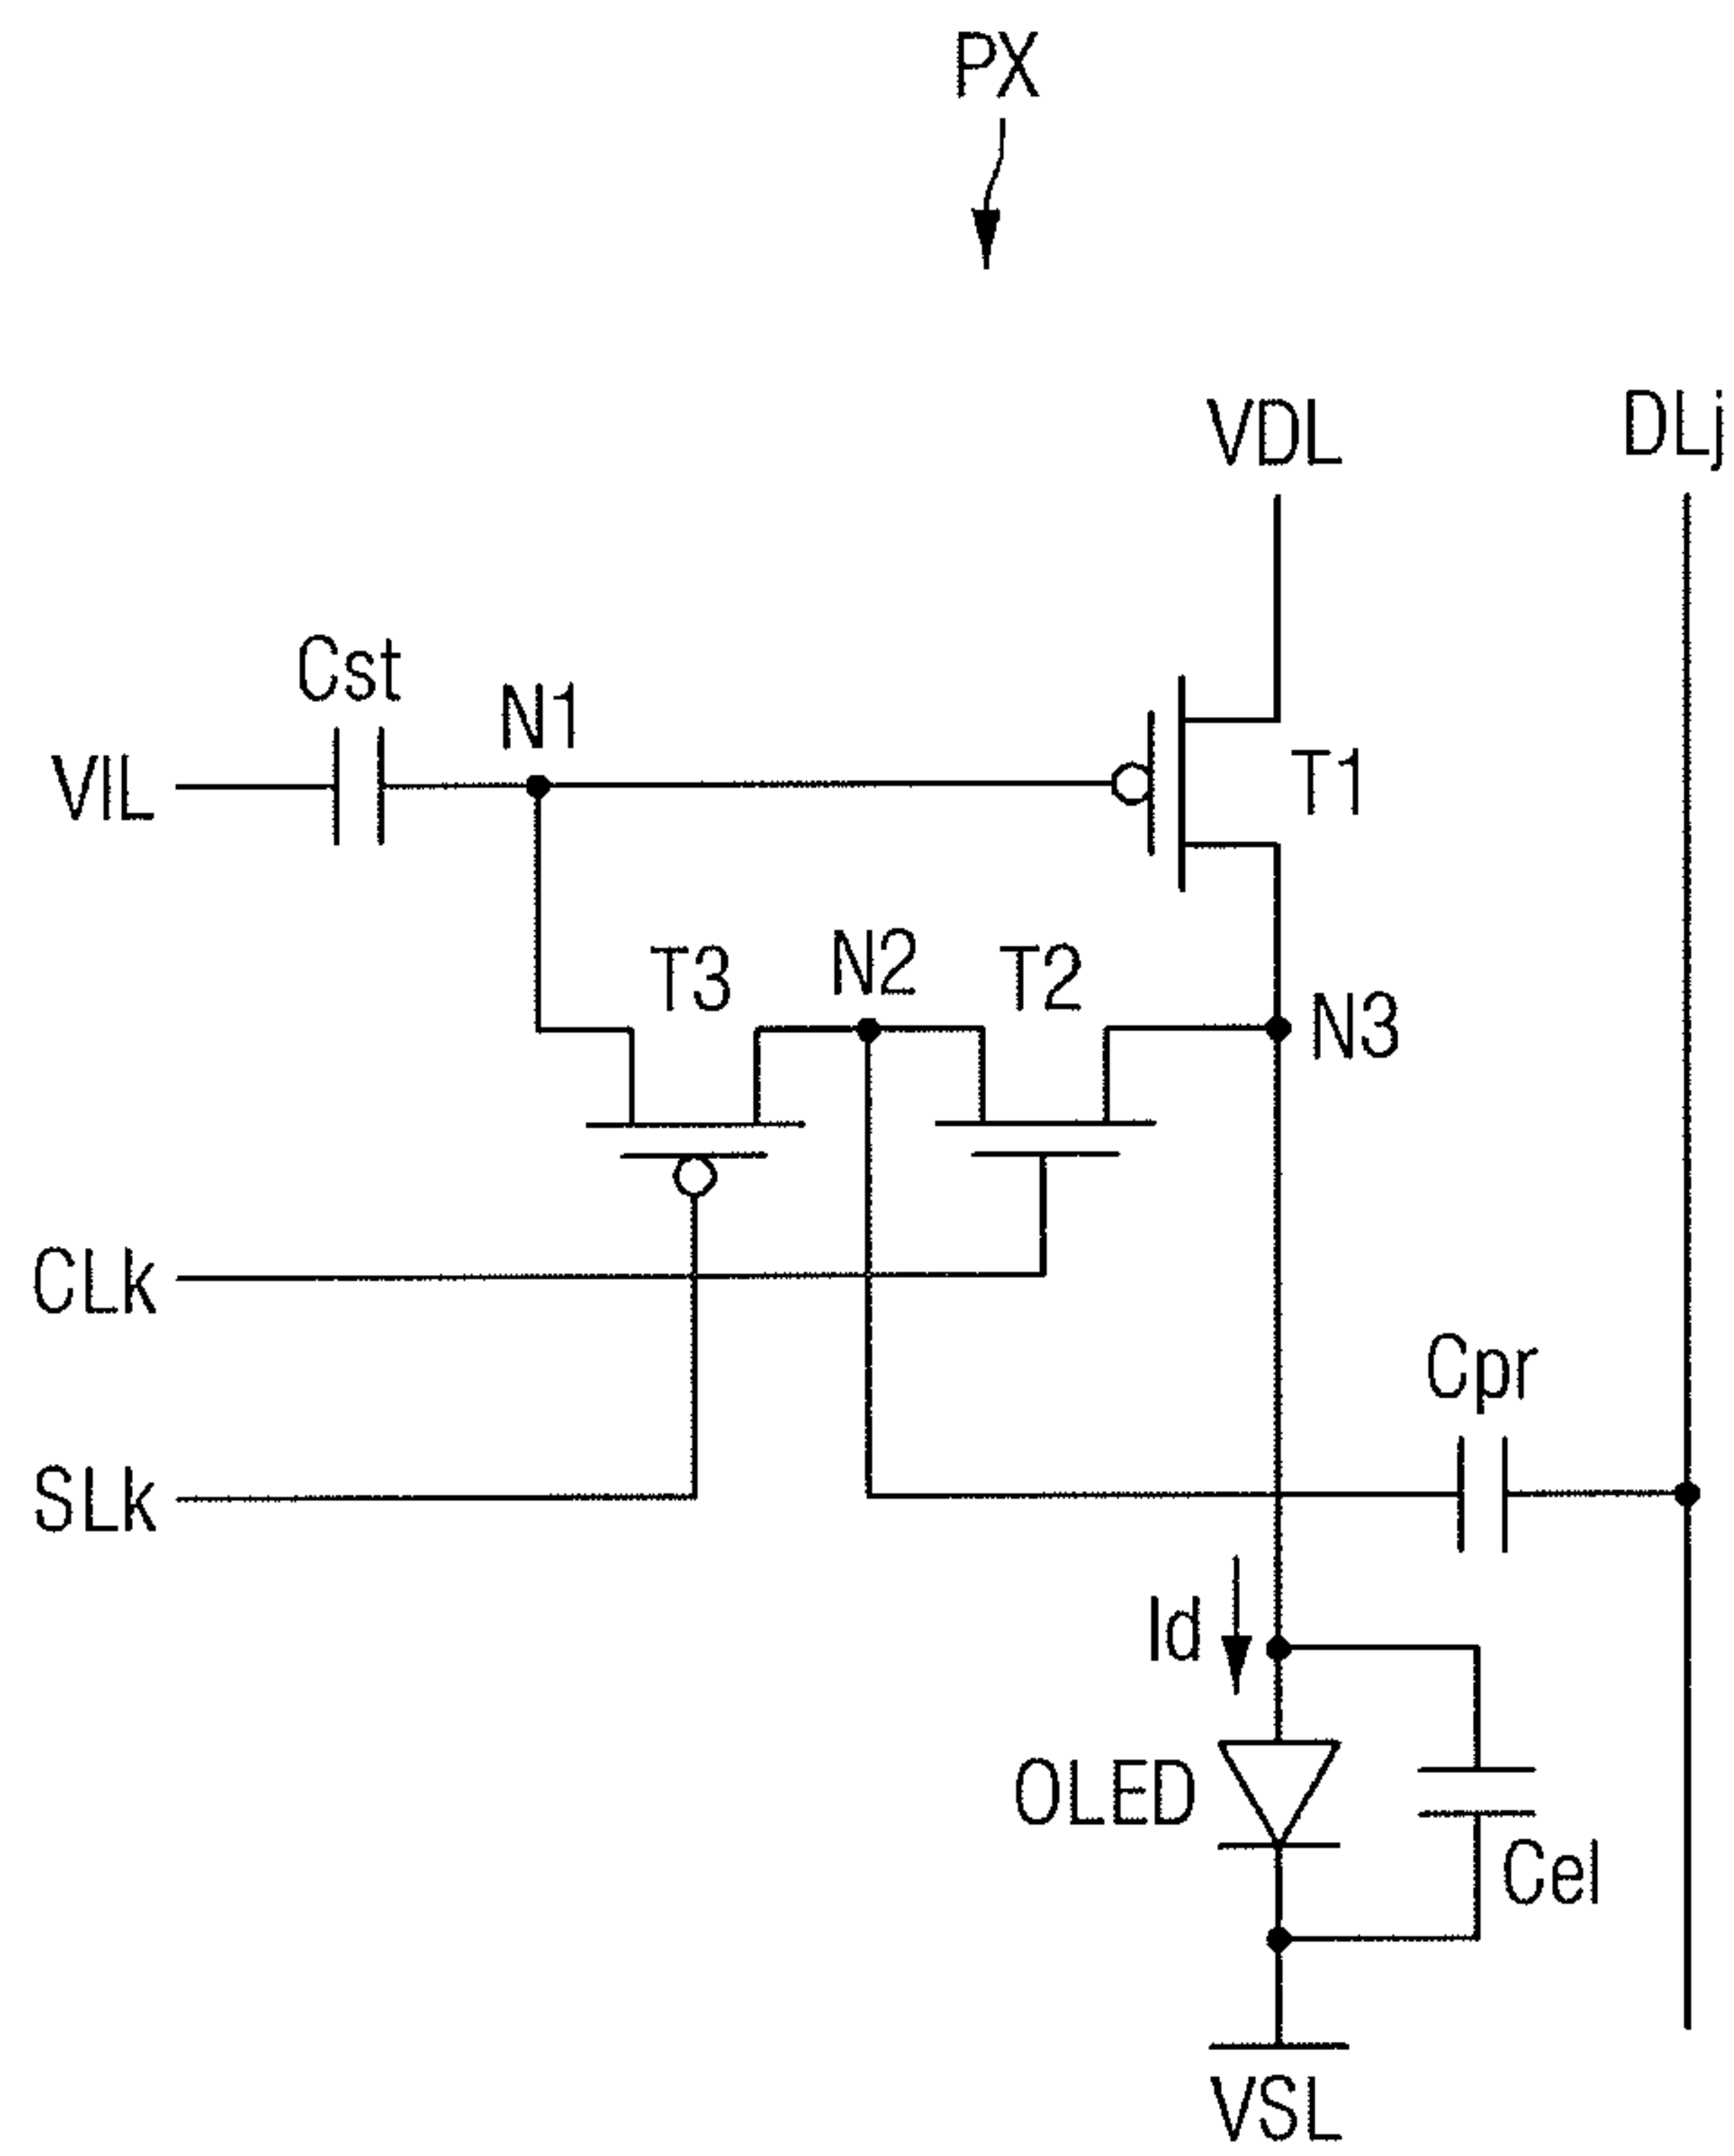 PX
VDL
DLj
Cst
N1
VIL
T1
T3
N2
T2
N3
CLk
Cpr
SLk
Id
OLED
Cel
VSL